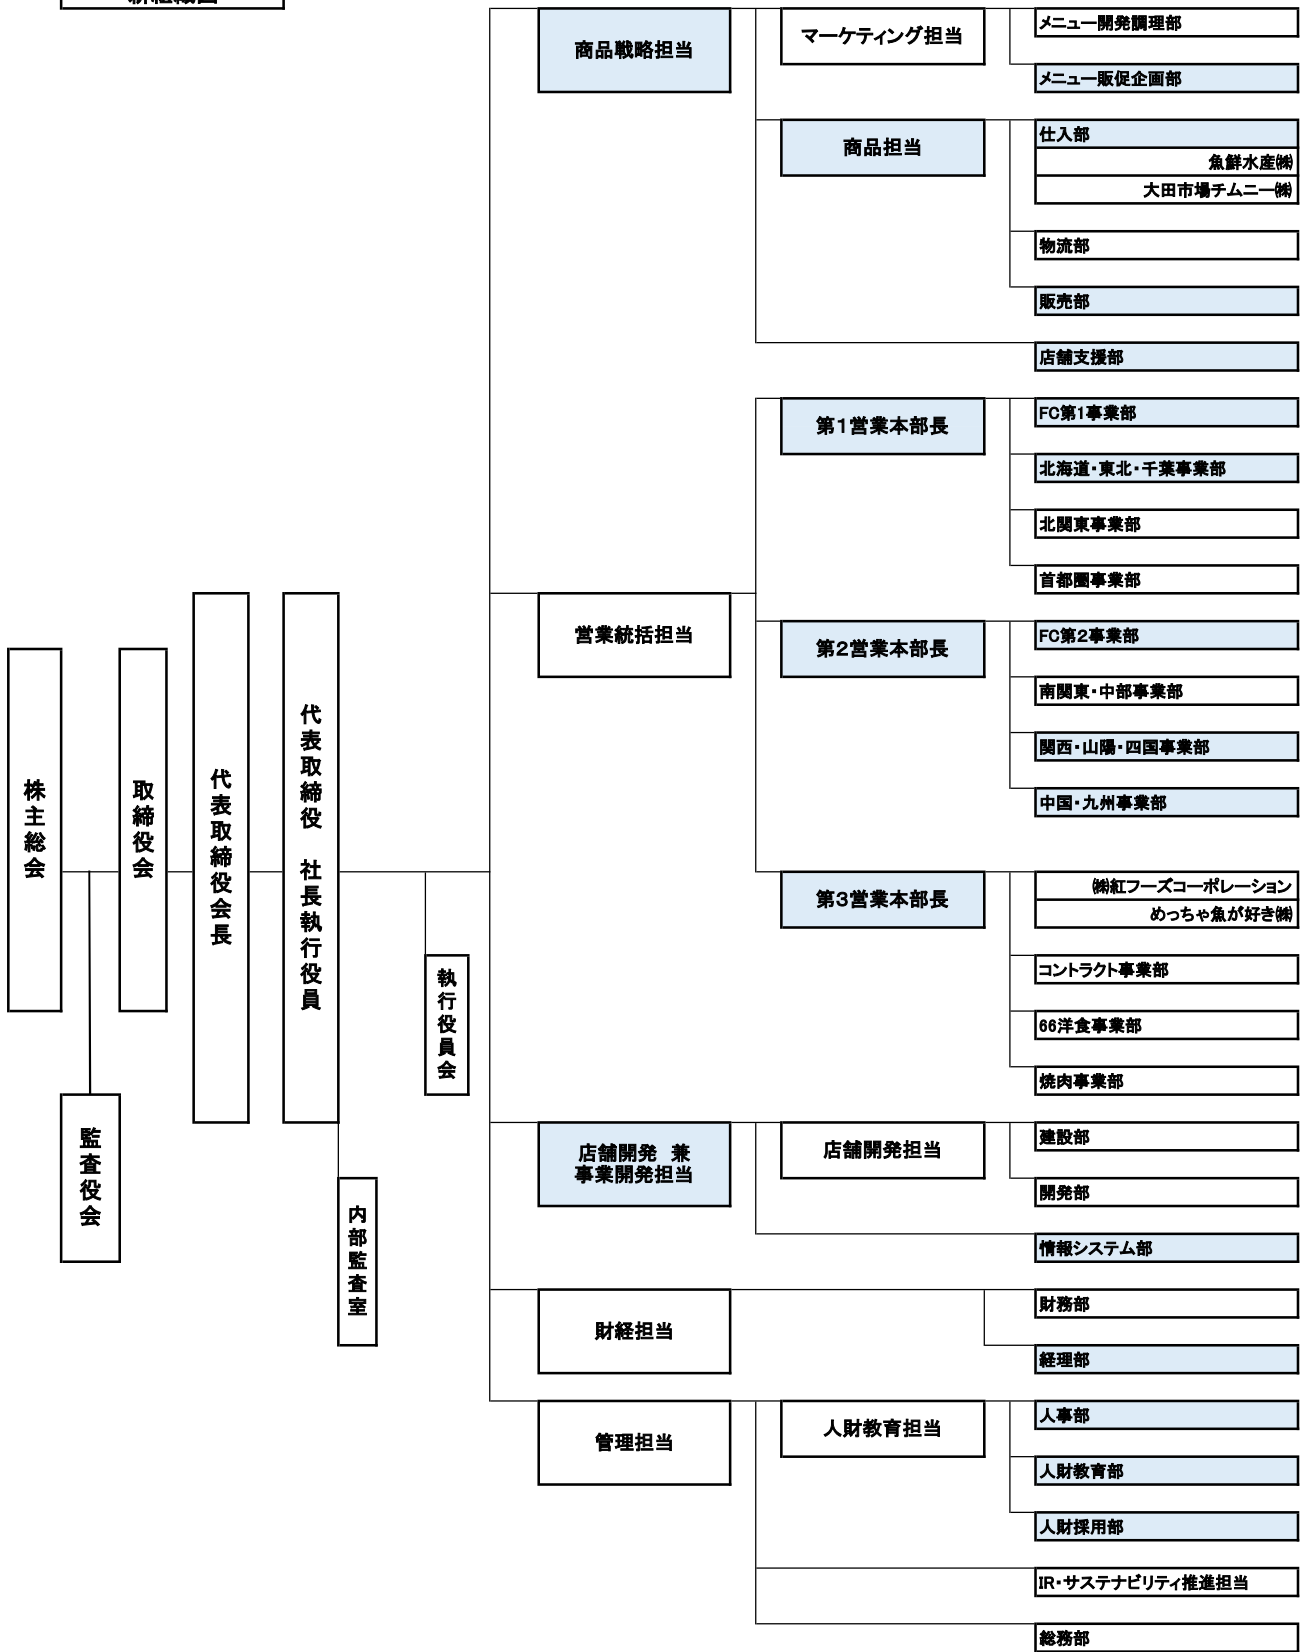 商品戦略担当
マーケティング担当
メニュー開発調理部
メニュー販促企画部
商品担当
仕入部
魚鮮水産㈱
大田市場チムニー㈱
物流部
販売部
店舗支援部
第1営業本部長
FC第1事業部
北海道・東北・千葉事業部
北関東事業部
首都圏事業部
営業統括担当
第2営業本部長
FC第2事業部
南関東・中部事業部
関西・山陽・四国事業部
中国・九州事業部
株主総会
取締役会
代表取締役会長
代表取締役　社長執行役員
第3営業本部長
㈱紅フーズコーポレーション
めっちゃ魚が好き㈱
執行役員会
コントラクト事業部
66洋食事業部
焼肉事業部
監査役会
内部監査室
店舗開発　兼
事業開発担当
店舗開発担当
建設部
開発部
情報システム部
財経担当
財務部
経理部
管理担当
人財教育担当
人事部
人財教育部
人財採用部
IR・サステナビリティ推進担当
総務部